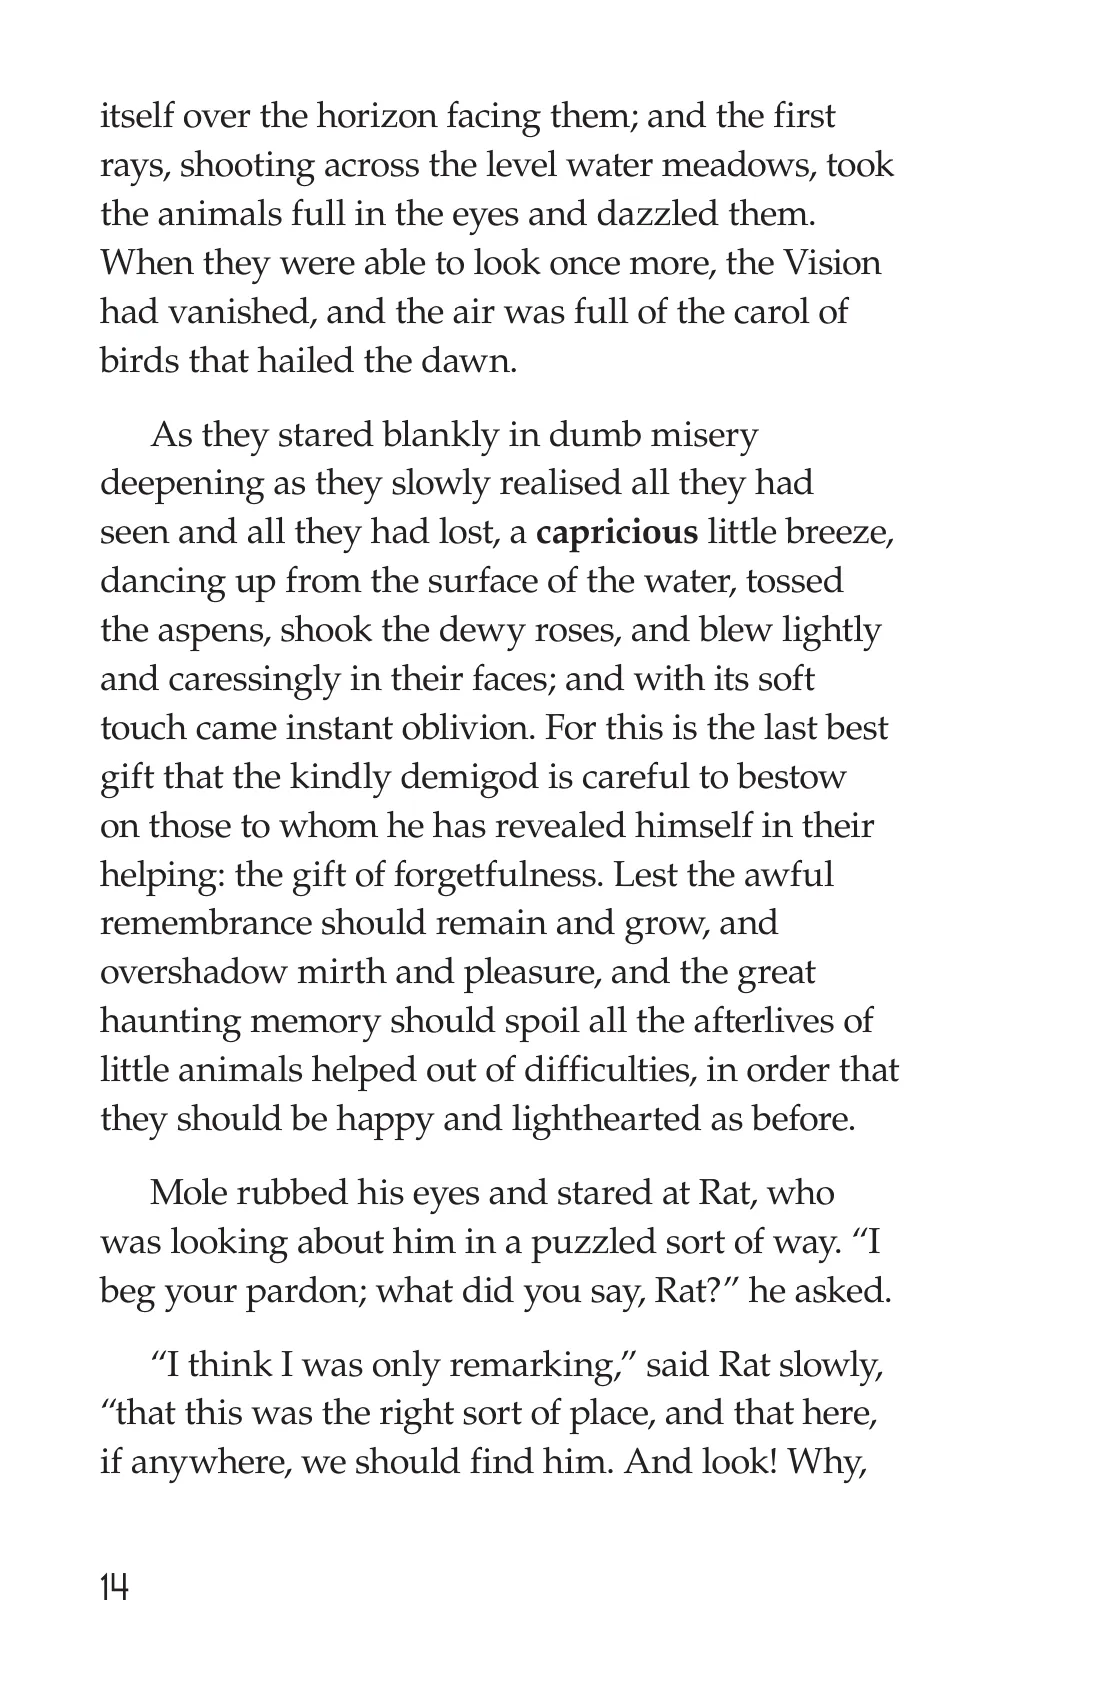 itself over the horizon facing them; and the first
rays, shooting across the level water meadows, took
the animals full in the eyes and dazzled them.
When they were able to look once more, the Vision
had vanished, and the air was full of the carol of
birds that hailed the dawn.
As they stared blankly in dumb misery
deepening as they slowly realised all they had
seen and all they had lost, a capricious little breeze,
dancing up from the surface of the water, tossed
the aspens, shook the dewy roses, and blew lightly
and caressingly in their faces; and with its soft
touch came instant oblivion. For this is the last best
gift that the kindly demigod is careful to bestow
on those to whom he has revealed himself in their
helping: the gift of forgetfulness. Lest the awful
remembrance should remain and grow, and
overshadow mirth and pleasure, and the great
haunting memory should spoil all the afterlives of
little animals helped out of difficulties, in order that
they should be happy and lighthearted as before.
Mole rubbed his eyes and stared at Rat, who
was looking about him in a puzzled sort of way. “I
beg your pardon; what did you say, Rat?” he asked.
“I think I was only remarking,” said Rat slowly,
“that this was the right sort of place, and that here,
if anywhere, we should find him. And look! Why,
14